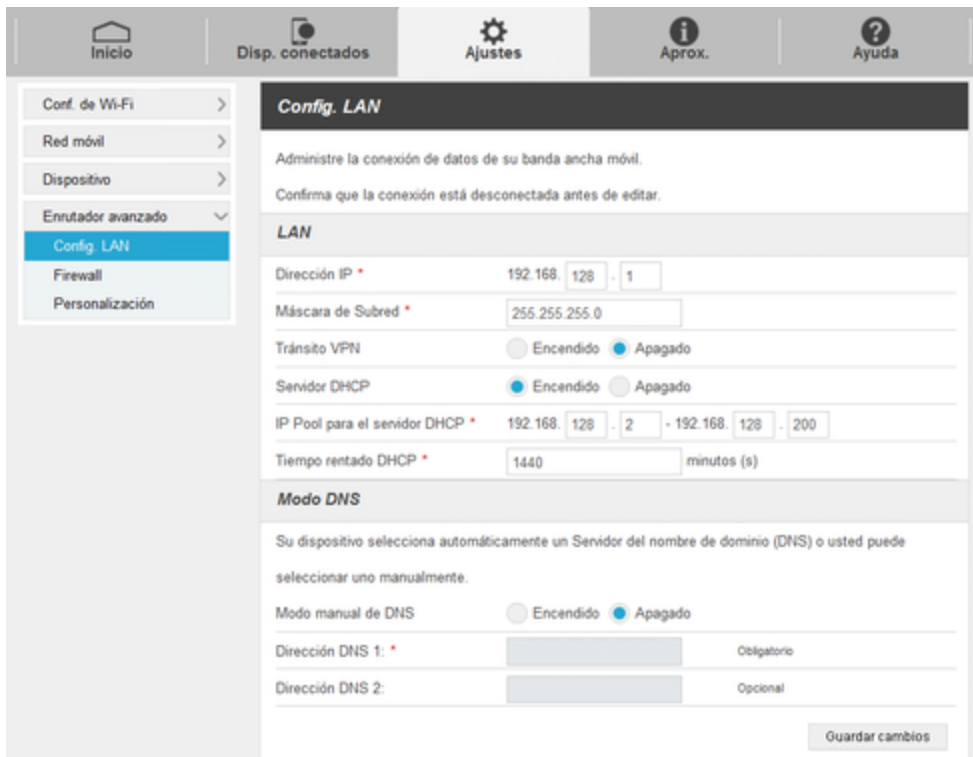 Inicio Disp. conectados Ajustes Aprox. Ayuda
Conf. de Wi-Fi
Red móvil
Dispositivo
Enrutador avanzado
Config. LAN
Firewall
Personalización
Config. LAN
Administre la conexión de datos de su banda ancha móvil.
Confirma que la conexión está desconectada antes de editar.
LAN
Dirección IP * 192.168. 128 . 1
Máscara de Subred * 255.255.255.0
Tránsito VPN Encendido Apagado
Servidor DHCP Encendido Apagado
IP Pool para el servidor DHCP * 192.168. 128 . 2 - 192.168. 128 . 200
Tiempo rentado DHCP * 1440 minutos (s)
Modo DNS
Su dispositivo selecciona automáticamente un Servidor del nombre de dominio (DNS) o usted puede
seleccionar uno manualmente.
Modo manual de DNS Encendido Apagado
Dirección DNS 1: * Obligatorio
Dirección DNS 2: Opcional
Guardar cambios